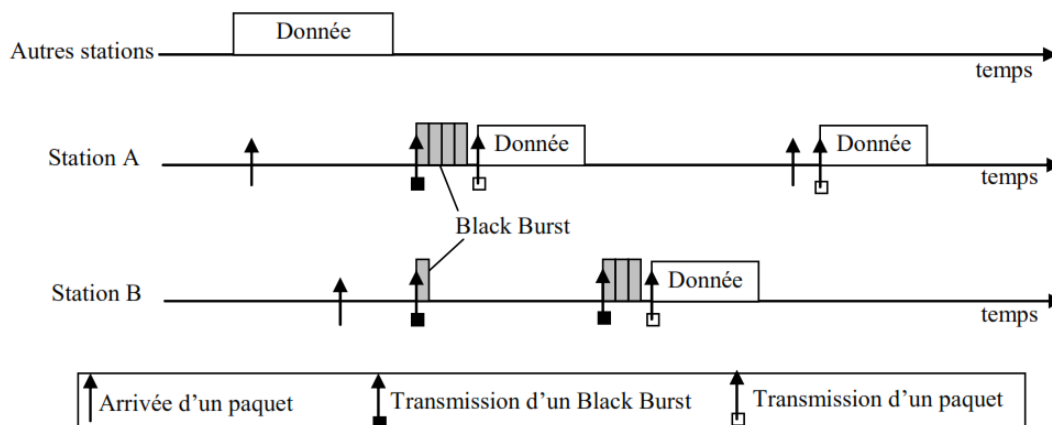 Donnée
Autres stations
temps
Station A
Donnée
Donnée
temps
Black Burst
Station B
Donnée
temps
Arrivée d'un paquet
Transmission d'un Black Burst
Transmission d'un paquet